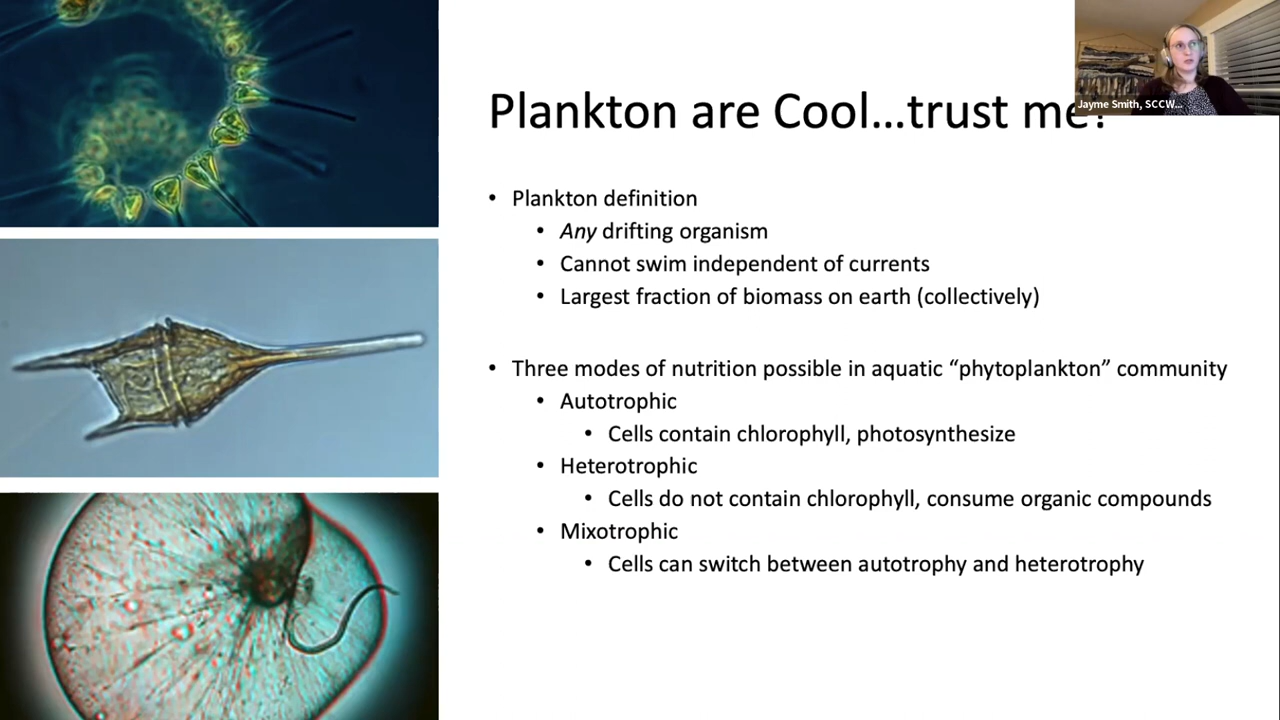 Plankton are Cool...trust me!
Jayme Smith, SCCW...
• Plankton definition
• Any drifting organism
• Cannot swim independent of currents
• Largest fraction of biomass on earth (collectively)
• Three modes of nutrition possible in aquatic “phytoplankton” community
• Autotrophic
• Cells contain chlorophyll, photosynthesize
• Heterotrophic
• Cells do not contain chlorophyll, consume organic compounds
• Mixotrophic
• Cells can switch between autotrophy and heterotrophy